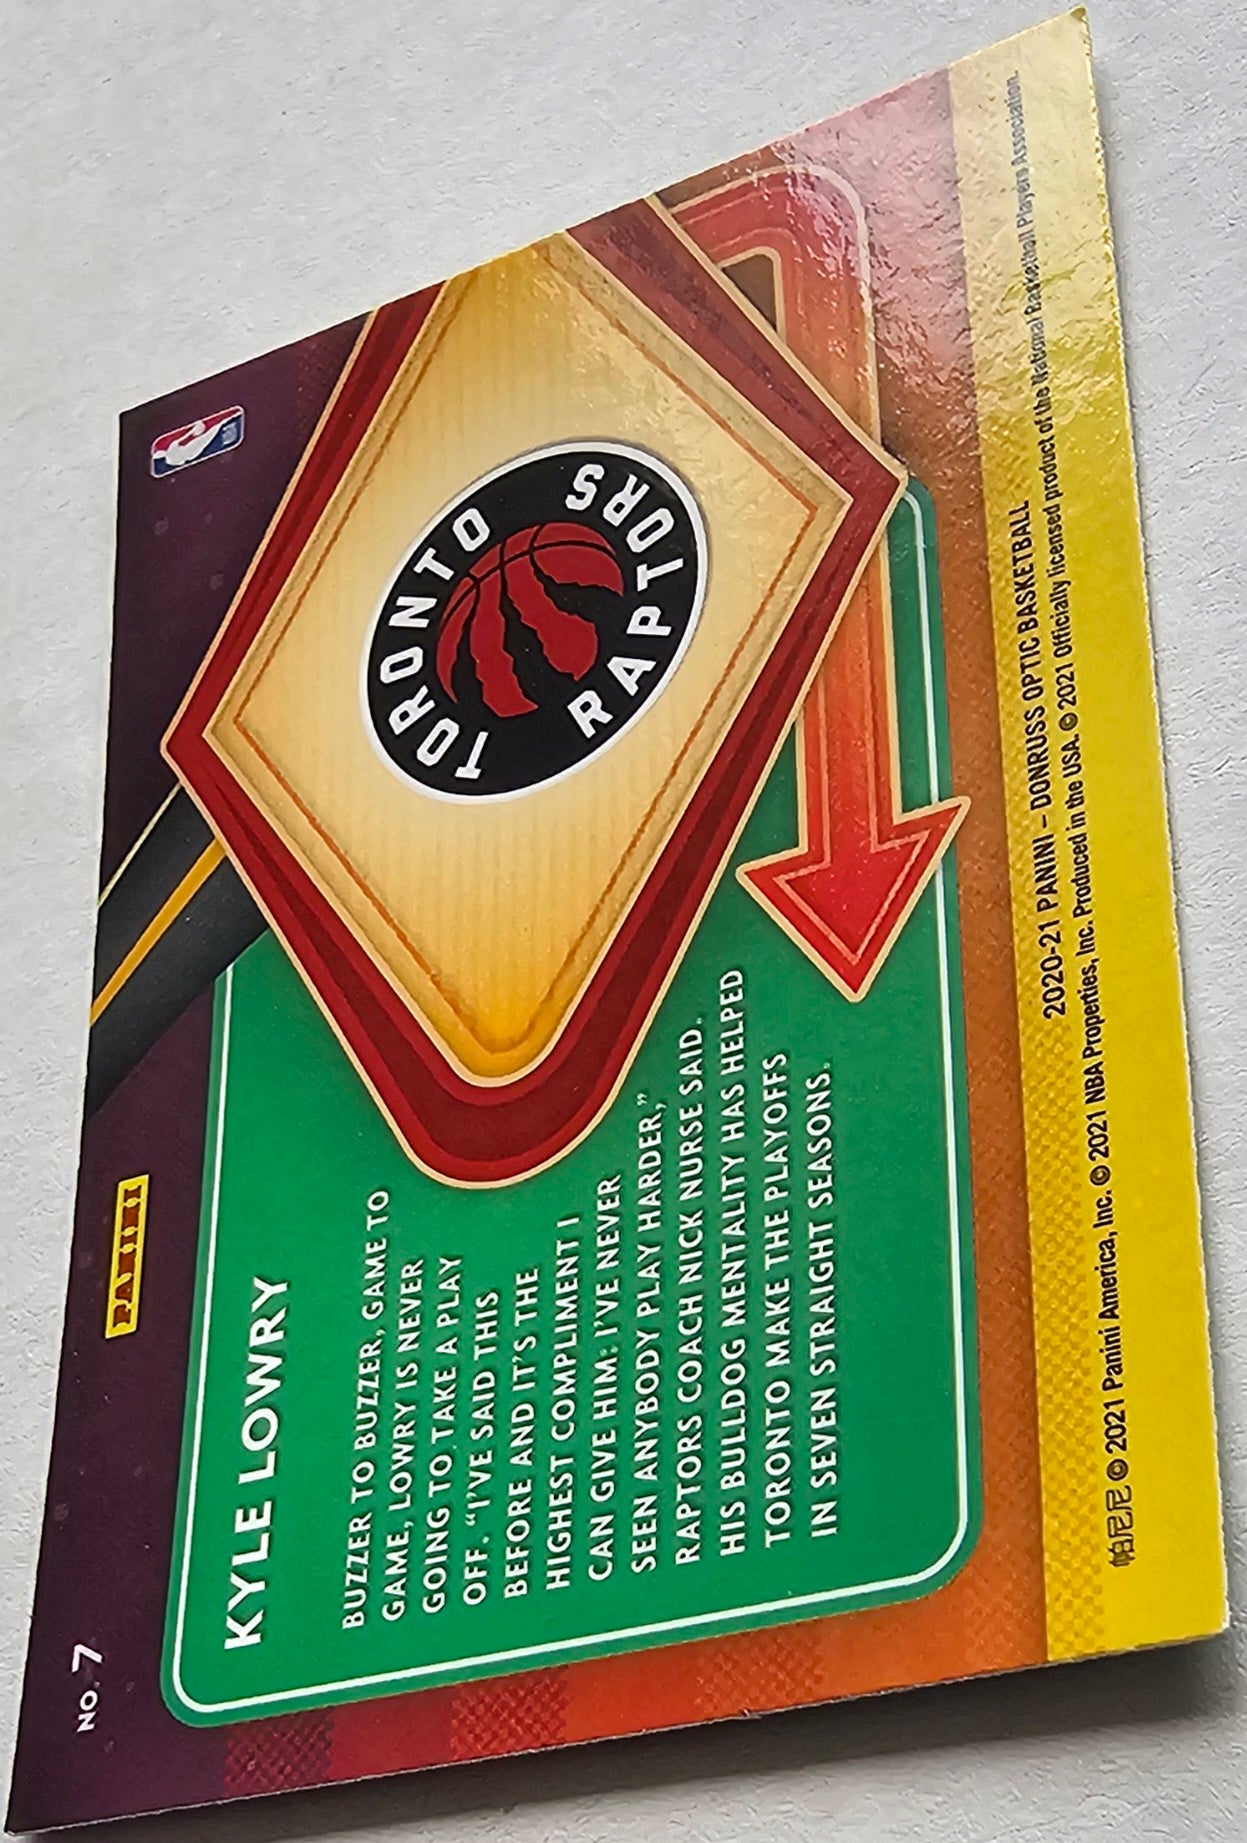 NO. 7
PANINI
NBA
KYLE LOWRY
BUZZER TO BUZZER, GAME TO
GAME, LOWRY IS NEVER
GOING TO TAKE A PLAY
OFF. “I’VE SAID THIS
BEFORE AND IT’S THE
HIGHEST COMPLIMENT I
CAN GIVE HIM: I’VE NEVER
SEEN ANYBODY PLAY HARDER,”
RAPTORS COACH NICK NURSE SAID.
HIS BULLDOG MENTALITY HAS HELPED
TORONTO MAKE THE PLAYOFFS
IN SEVEN STRAIGHT SEASONS.
TORONTO
RAPTORS
2020-21 PANINI – DONRUSS OPTIC BASKETBALL
帕尼尼 © 2021 Panini America, Inc. © 2021 NBA Properties, Inc. Produced in the USA. © 2021 Officially licensed product of the National Basketball Players Association.